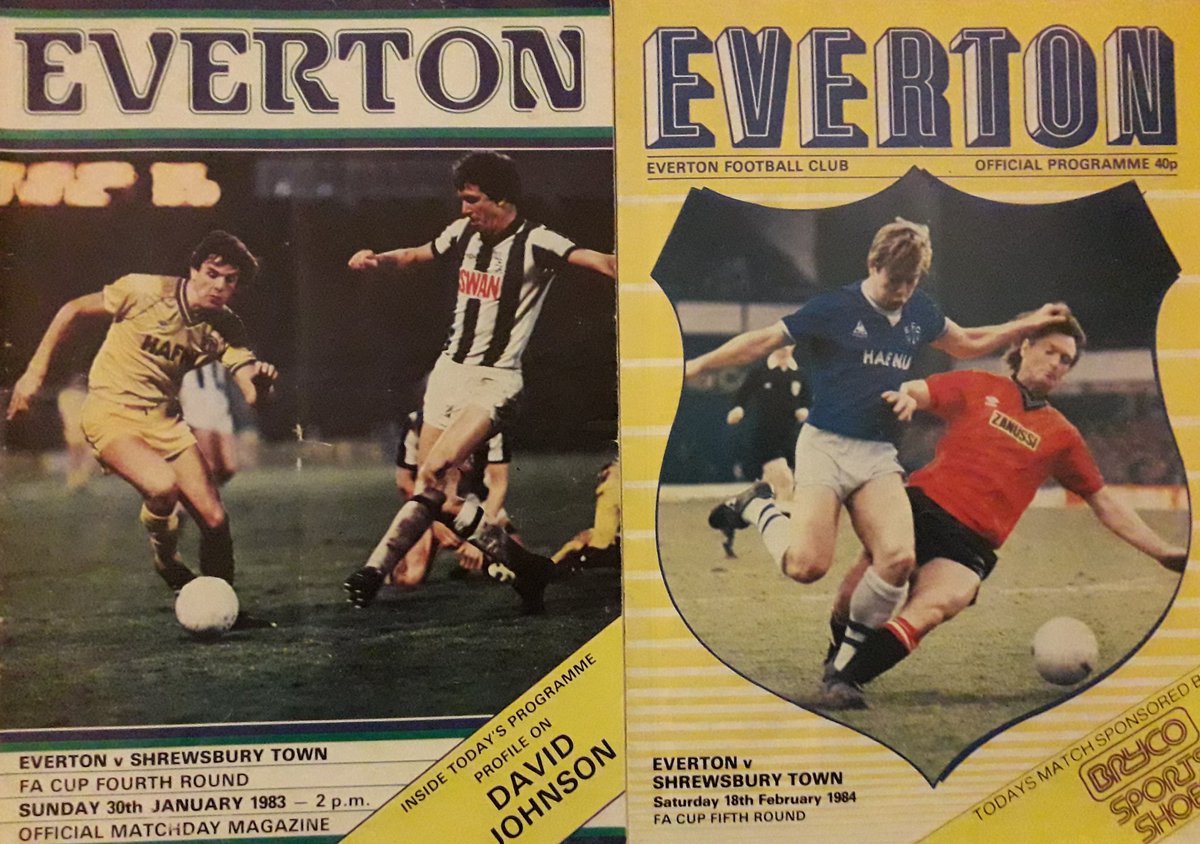 EVERTON
HAFNIA
SWAN
INSIDE TODAY'S PROGRAMME
PROFILE ON
DAVID
JOHNSON
EVERTON v SHREWSBURY TOWN
FA CUP FOURTH ROUND
SUNDAY 30th JANUARY 1983 – 2 p.m.
OFFICIAL MATCHDAY MAGAZINE
EVERTON
EVERTON FOOTBALL CLUB OFFICIAL PROGRAMME 40p
HAFNIA
ZANUSSI
EVERTON v
SHREWSBURY TOWN
Saturday 18th February 1984
FA CUP FIFTH ROUND
TODAYS MATCH SPONSORED B
BRYCO
SPORTS
SHOP